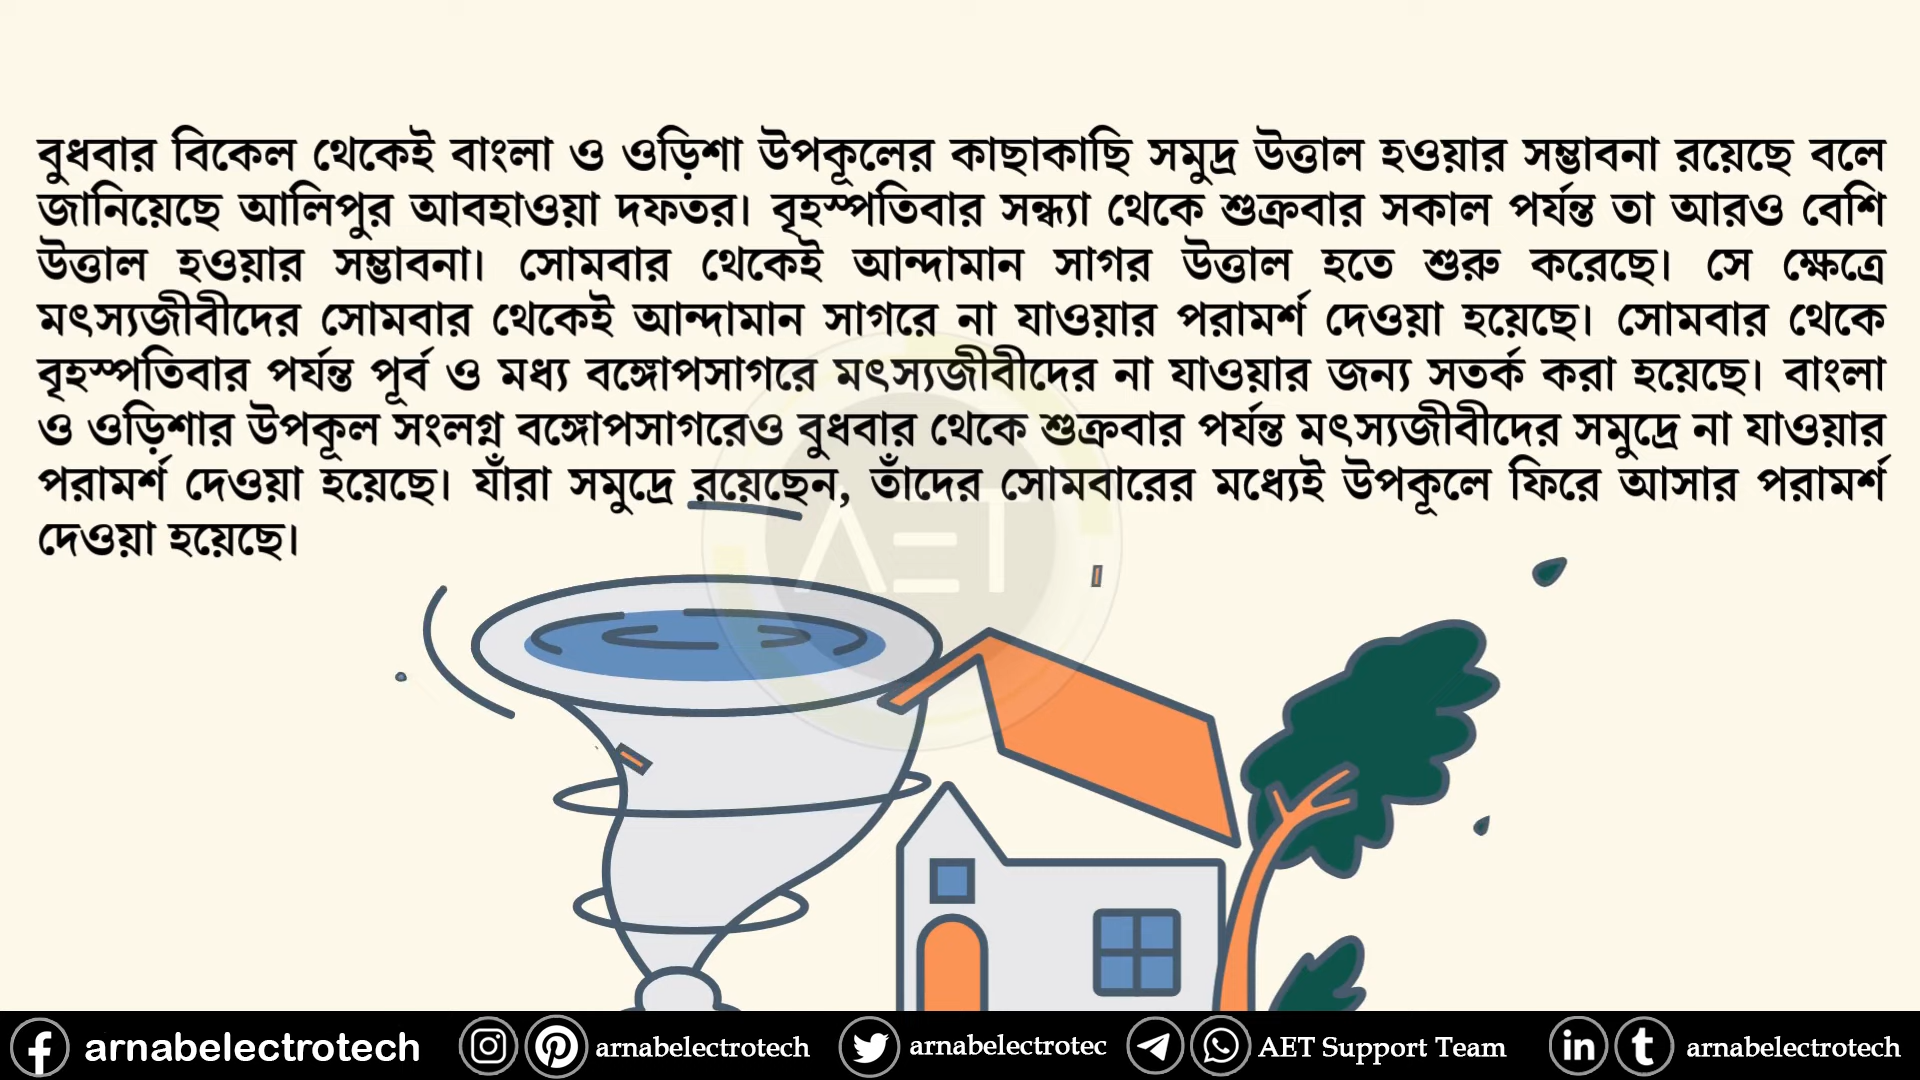 বুধবার বিকেল থেকেই বাংলা ও ওড়িশা উপকূলের কাছাকাছি সমুদ্র উত্তাল হওয়ার সম্ভাবনা রয়েছে বলে
জানিয়েছে আলিপুর আবহাওয়া দফতর। বৃহস্পতিবার সন্ধ্যা থেকে শুক্রবার সকাল পর্যন্ত তা আরও বেশি
উত্তাল হওয়ার সম্ভাবনা। সোমবার থেকেই আন্দামান সাগর উত্তাল হতে শুরু করেছে। সে ক্ষেত্রে
মৎস্যজীবীদের সোমবার থেকেই আন্দামান সাগরে না যাওয়ার পরামর্শ দেওয়া হয়েছে। সোমবার থেকে
বৃহস্পতিবার পর্যন্ত পূর্ব ও মধ্য বঙ্গোপসাগরে মৎস্যজীবীদের না যাওয়ার জন্য সতর্ক করা হয়েছে। বাংলা
ও ওড়িশার উপকূল সংলগ্ন বঙ্গোপসাগরেও বুধবার থেকে শুক্রবার পর্যন্ত মৎস্যজীবীদের সমুদ্রে না যাওয়ার
পরামর্শ দেওয়া হয়েছে। যাঁরা সমুদ্রে রয়েছেন, তাঁদের সোমবারের মধ্যেই উপকূলে ফিরে আসার পরামর্শ
দেওয়া হয়েছে।
AET
arnabelectrotech arnabelectrotech arnabelectrotec AET Support Team arnabelectrotech